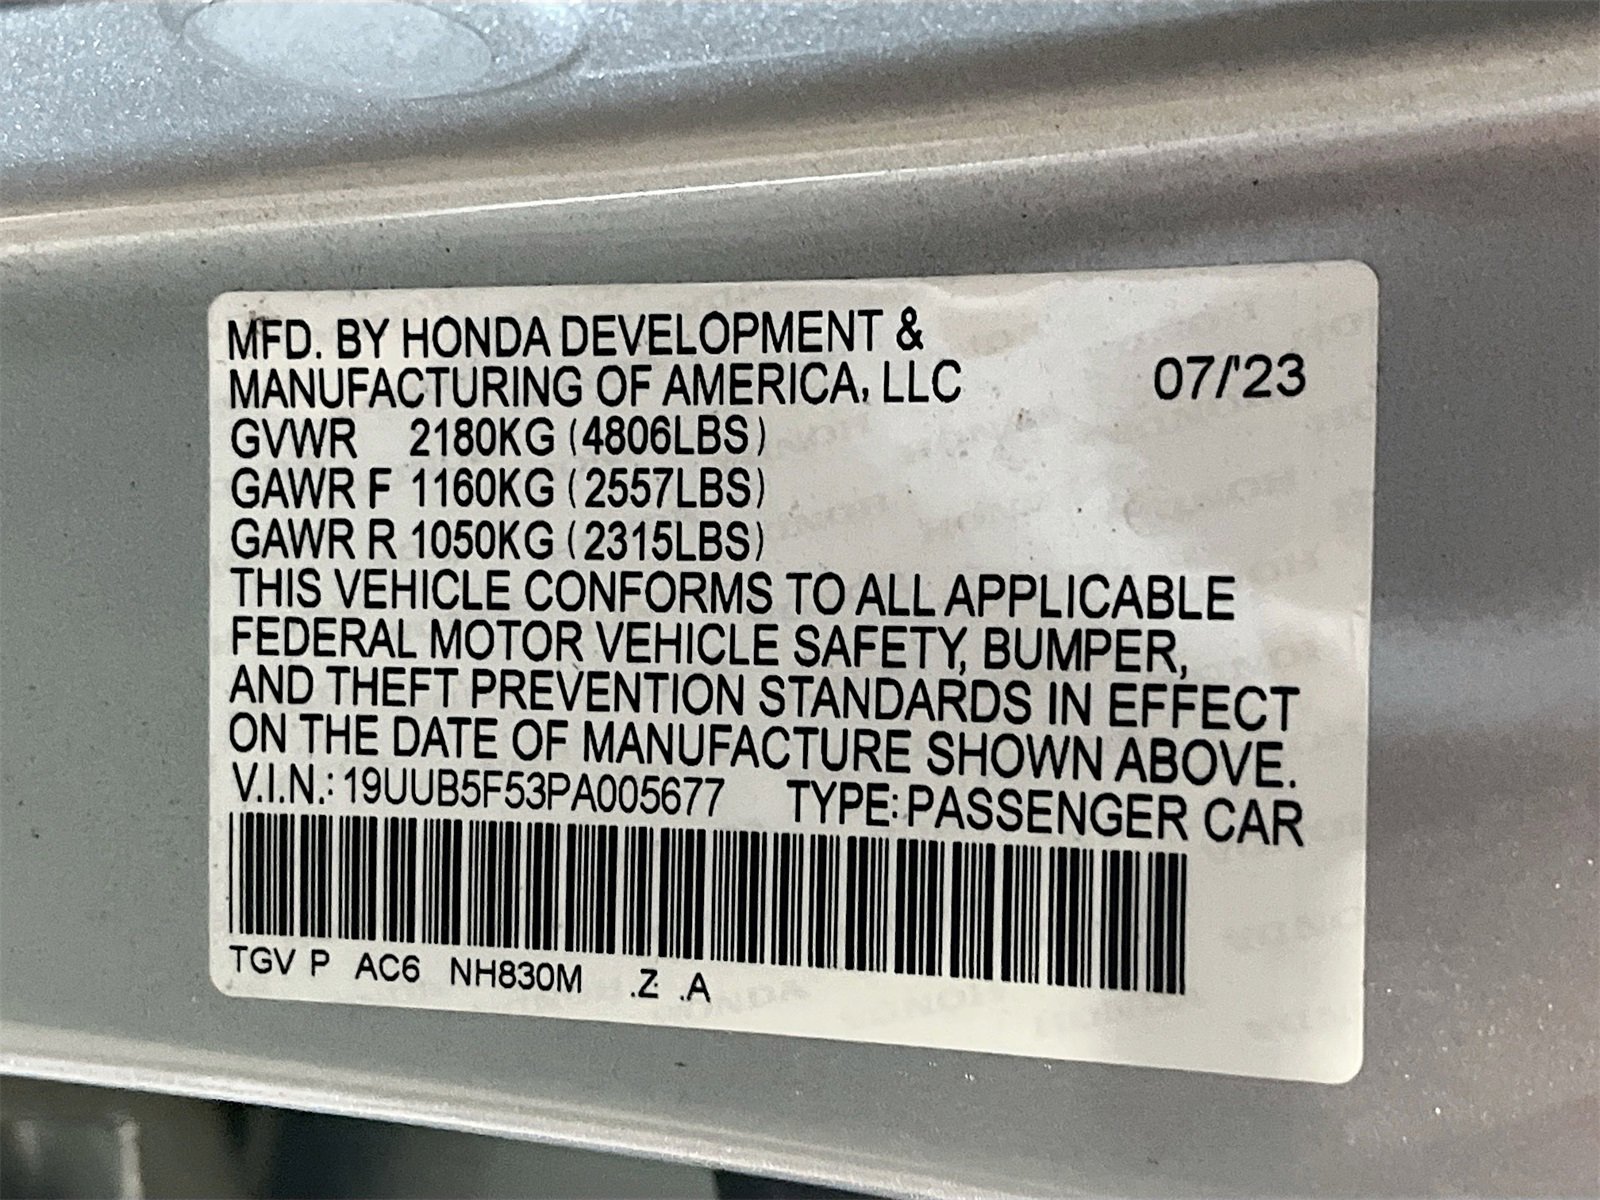 MFD. BY HONDA DEVELOPMENT &
MANUFACTURING OF AMERICA, LLC 07/'23
GVWR 2180KG (4806LBS)
GAWR F 1160KG (2557LBS)
GAWR R 1050KG (2315LBS)
THIS VEHICLE CONFORMS TO ALL APPLICABLE
FEDERAL MOTOR VEHICLE SAFETY, BUMPER,
AND THEFT PREVENTION STANDARDS IN EFFECT
ON THE DATE OF MANUFACTURE SHOWN ABOVE.
V.I.N.: 19UUB5F53PA005677 TYPE: PASSENGER CAR
TGV P AC6 NH830M .Z .A